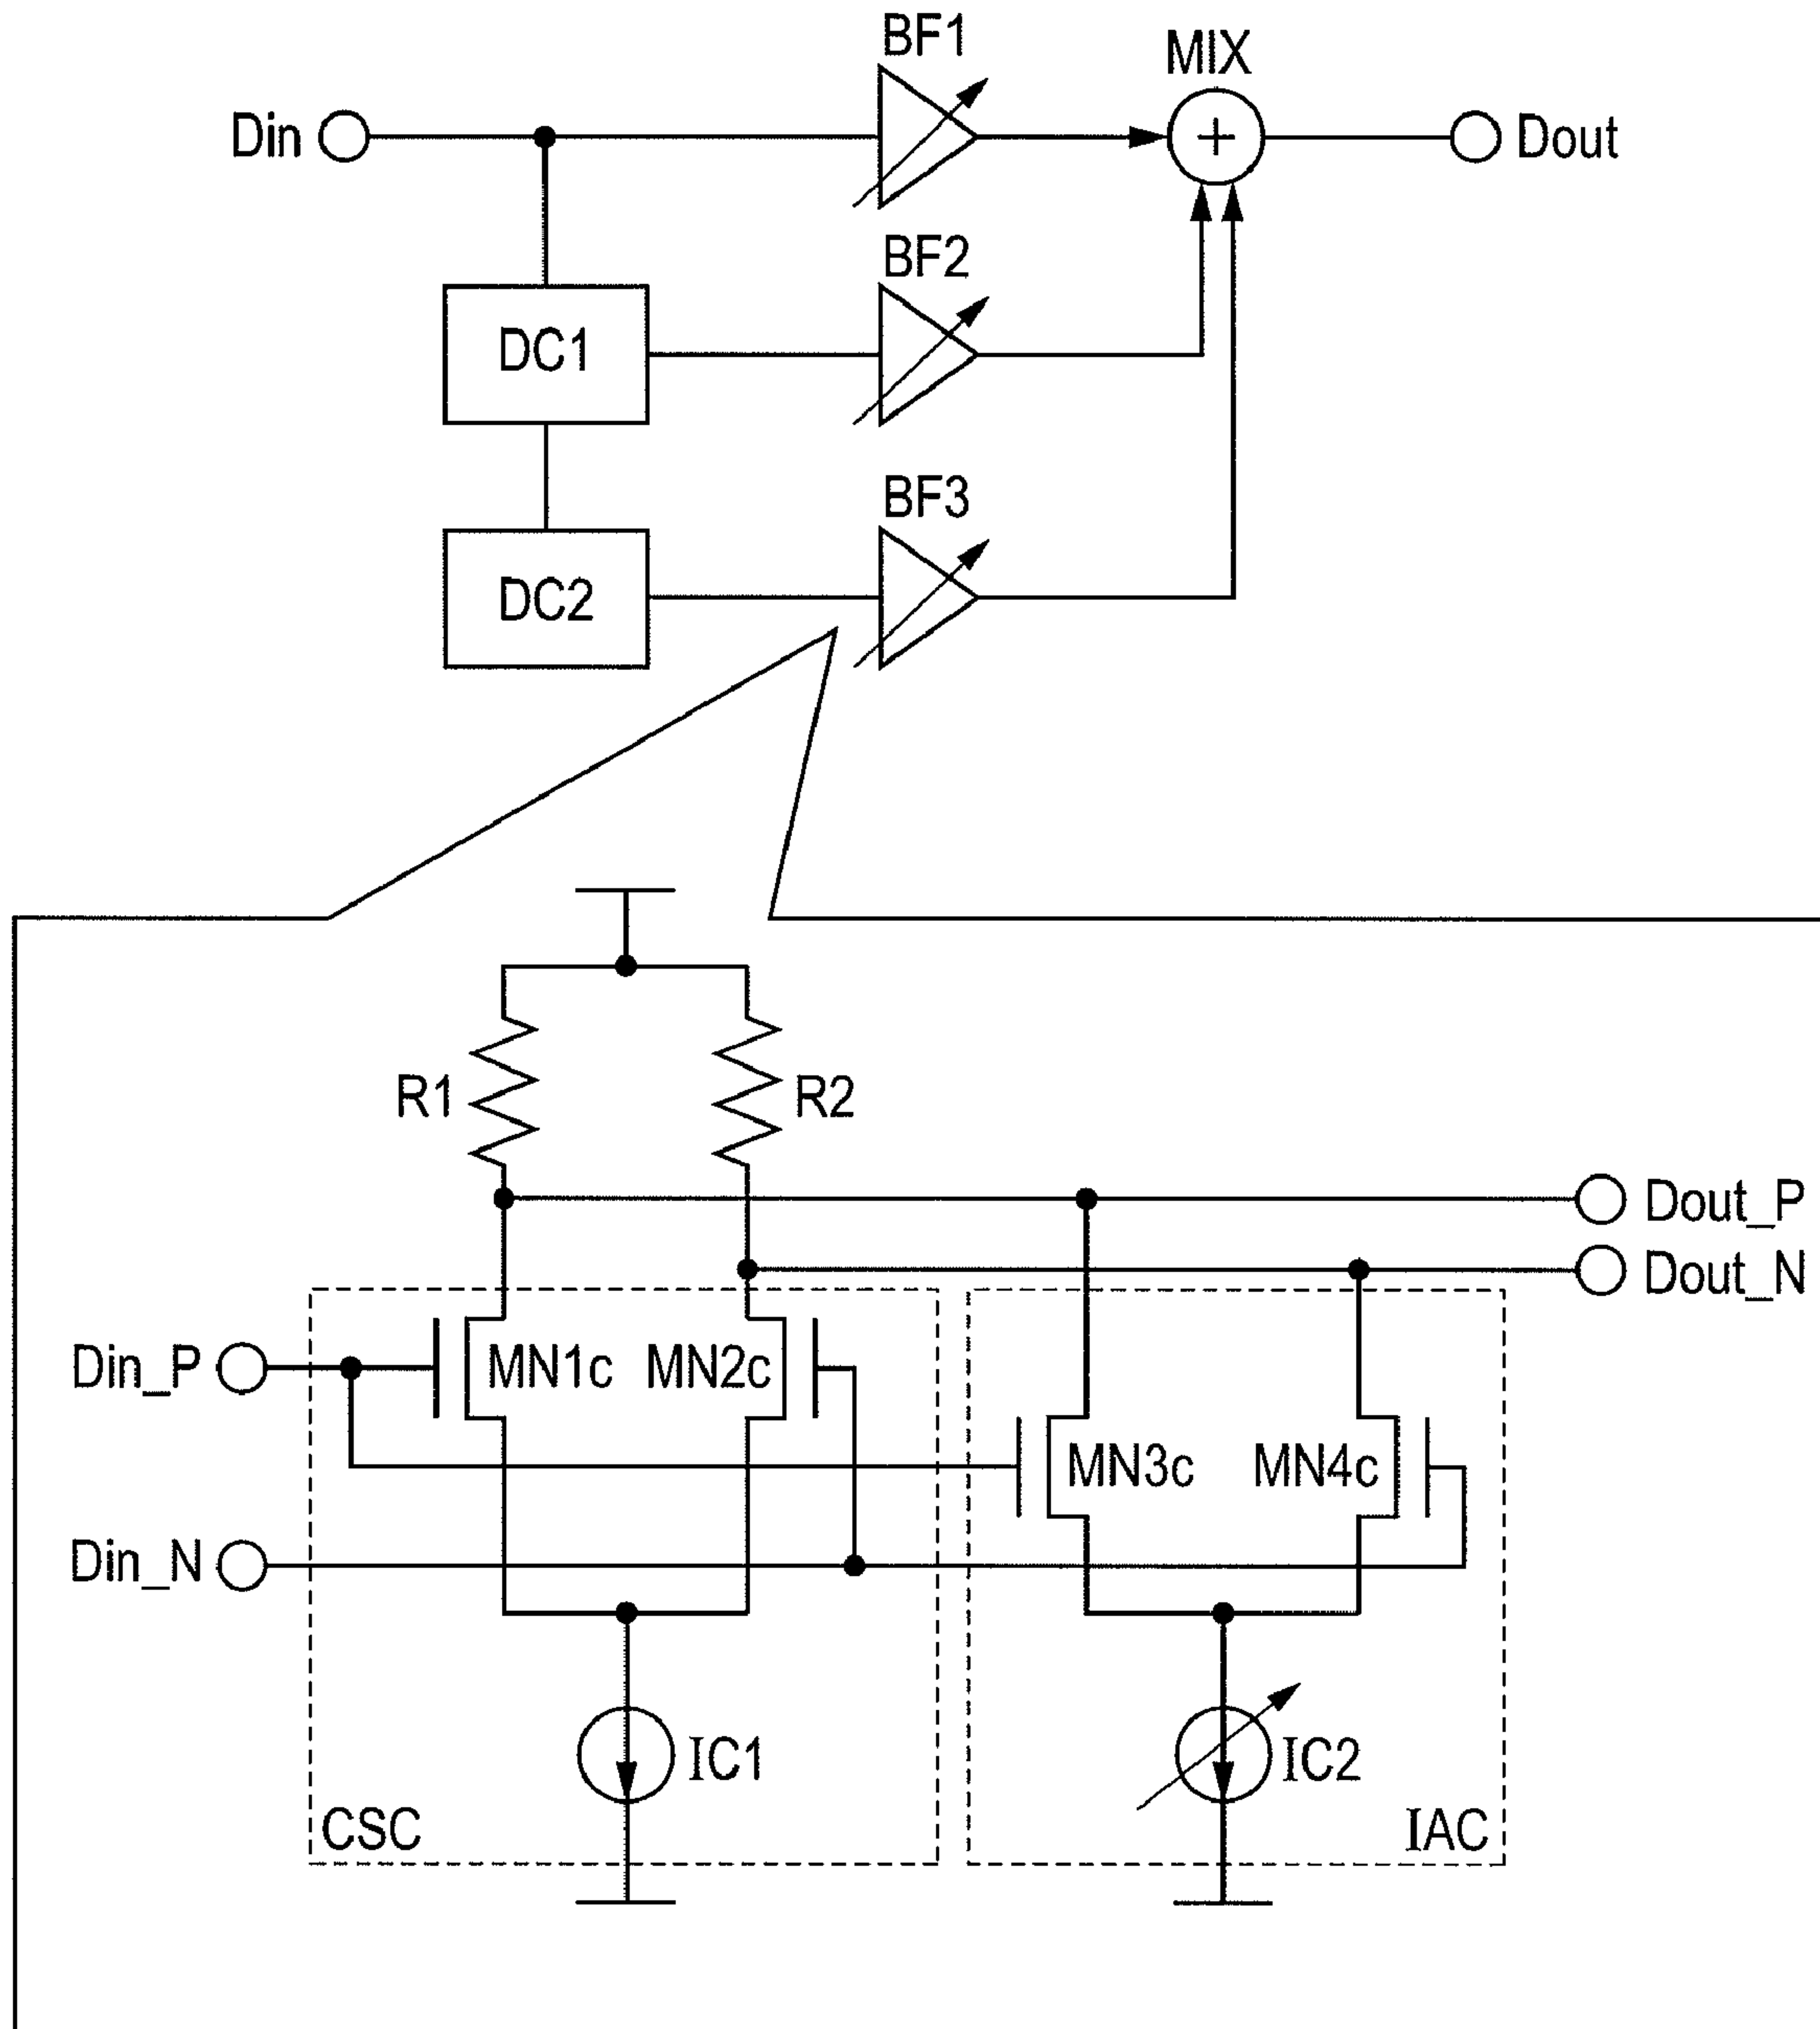 BF1
MIX
Din
+
Dout
BF2
DC1
BF3
DC2
R1
R2
Dout_P
Dout_N
Din_P
MN1c
MN2c
MN3c
MN4c
Din_N
IC1
IC2
CSC
IAC